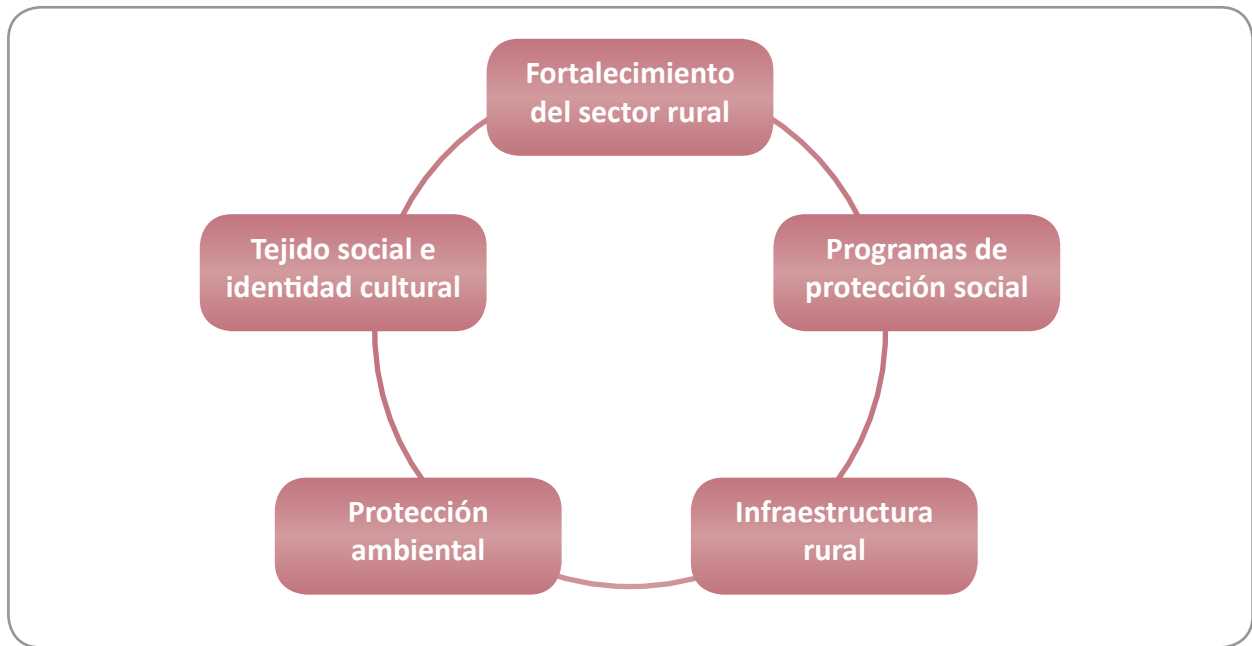 Fortalecimiento
del sector rural
Tejido social e
identidad cultural
Programas de
protección social
Protección
ambiental
Infraestructura
rural